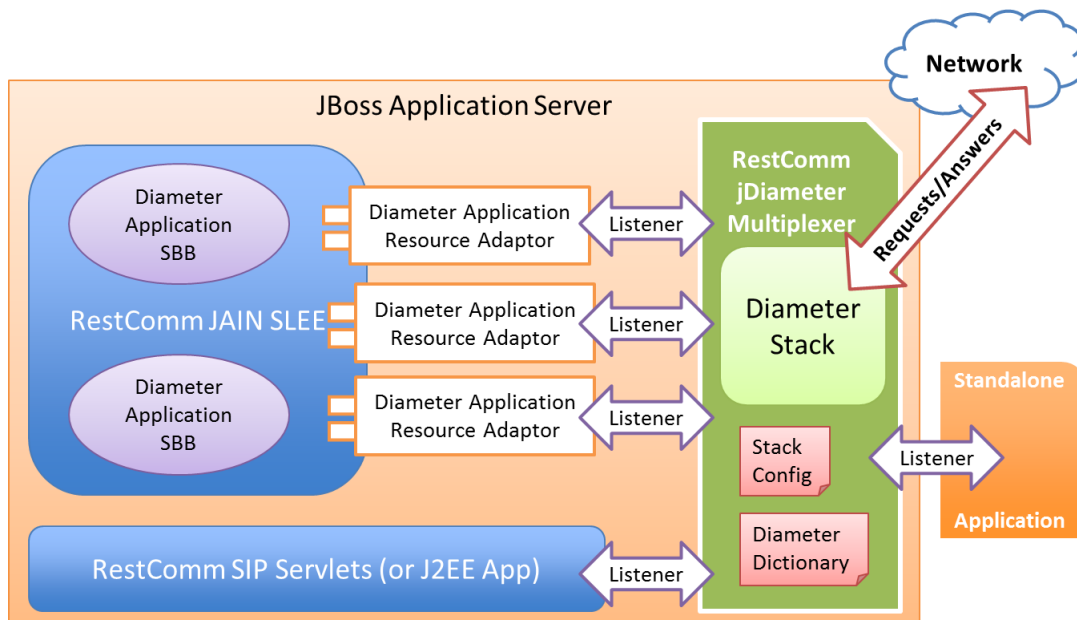 Network
JBoss Application Server
Requests/Answers
Diameter
Application
SBB
RestComm JAIN SLEE
Diameter
Application
SBB
Diameter Application
Resource Adaptor
Listener
Diameter Application
Resource Adaptor
Listener
Diameter Application
Resource Adaptor
Listener
RestComm
jDiameter
Multiplexer
Diameter
Stack
Stack
Config
Diameter
Dictionary
Listener
Standalone
Application
RestComm SIP Servlets (or J2EE App)
Listener